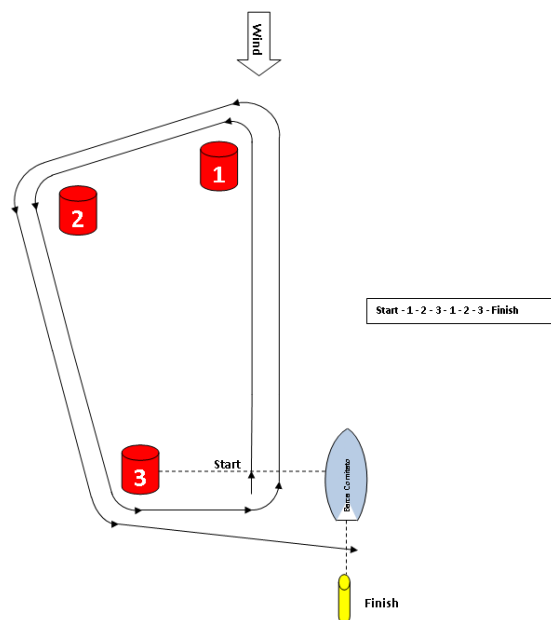 Wind
1
2
Start - 1 - 2 - 3 - 1 - 2 - 3 - Finish
Start
3
Barca Comitato
Finish